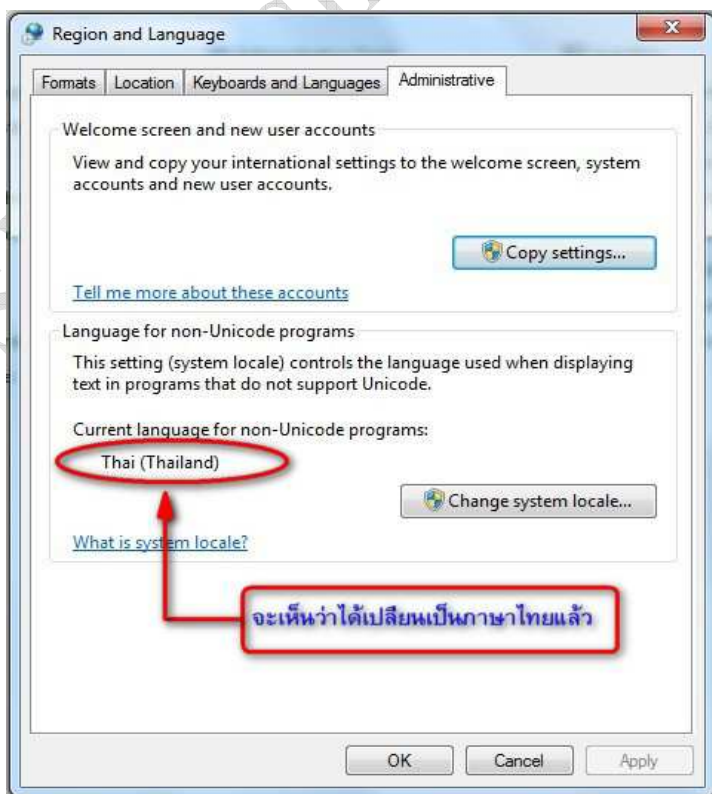 Region and Language
Formats Location Keyboards and Languages Administrative
Welcome screen and new user accounts
View and copy your international settings to the welcome screen, system
accounts and new user accounts.
Copy settings...
Tell me more about these accounts
Language for non-Unicode programs
This setting (system locale) controls the language used when displaying
text in programs that do not support Unicode.
Current language for non-Unicode programs:
Thai (Thailand)
Change system locale...
What is system locale?
จะเห็นว่าได้เปลี่ยนเป็นภาษาไทยแล้ว
OK Cancel Apply